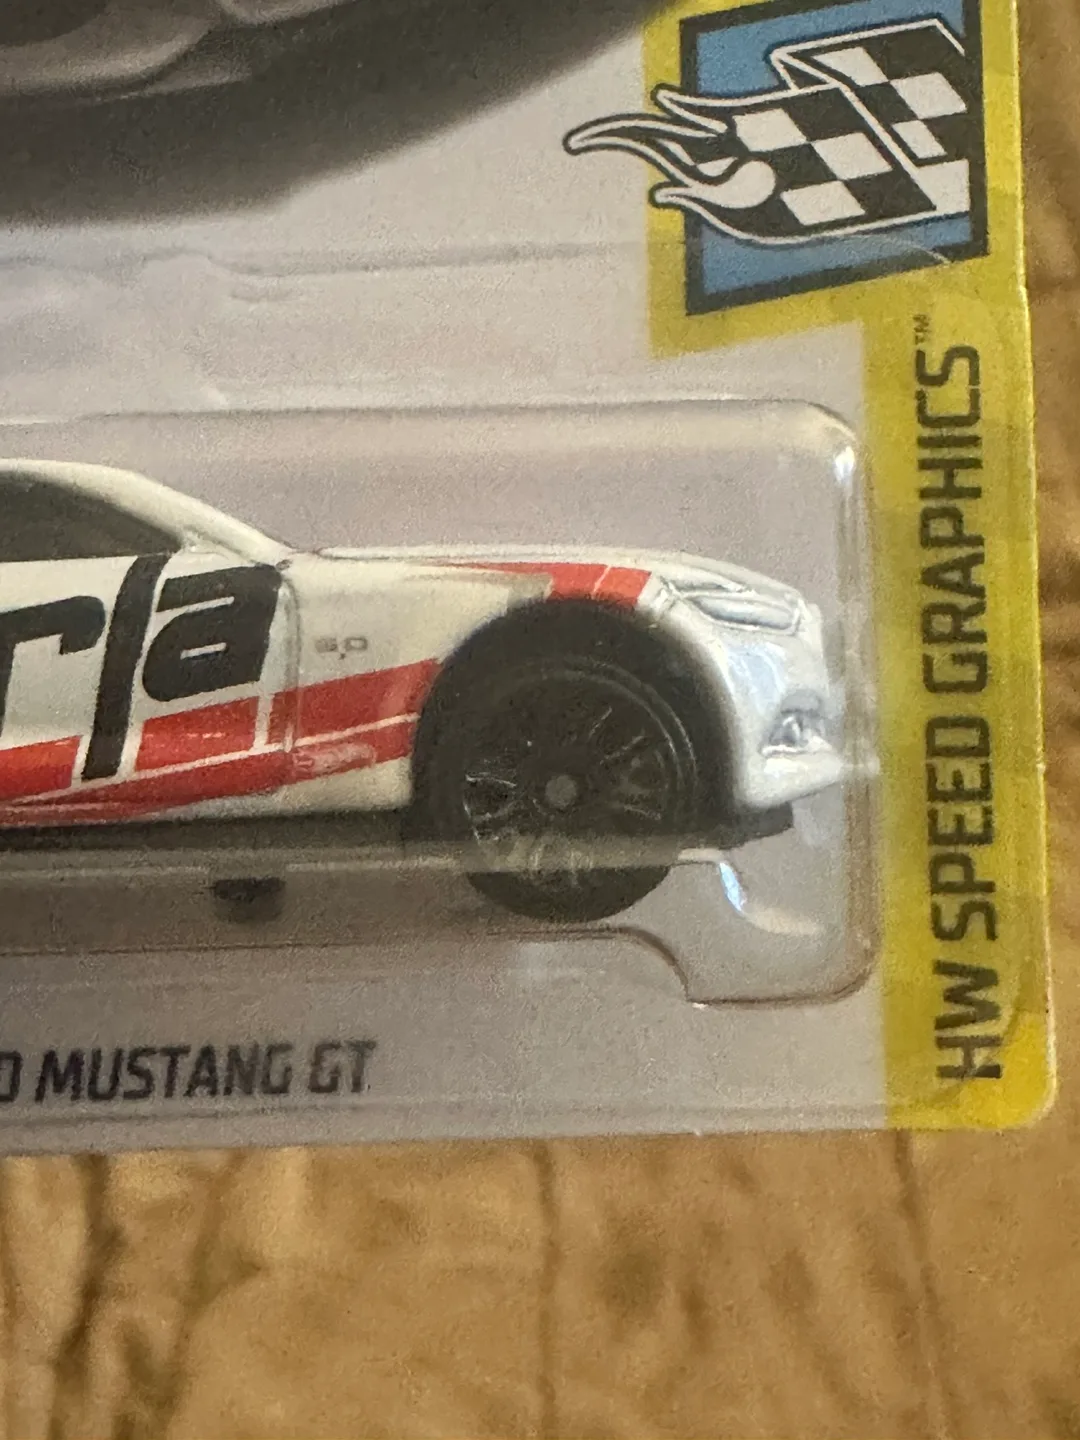 rla
5.0
D MUSTANG GT
HW SPEED GRAPHICS™